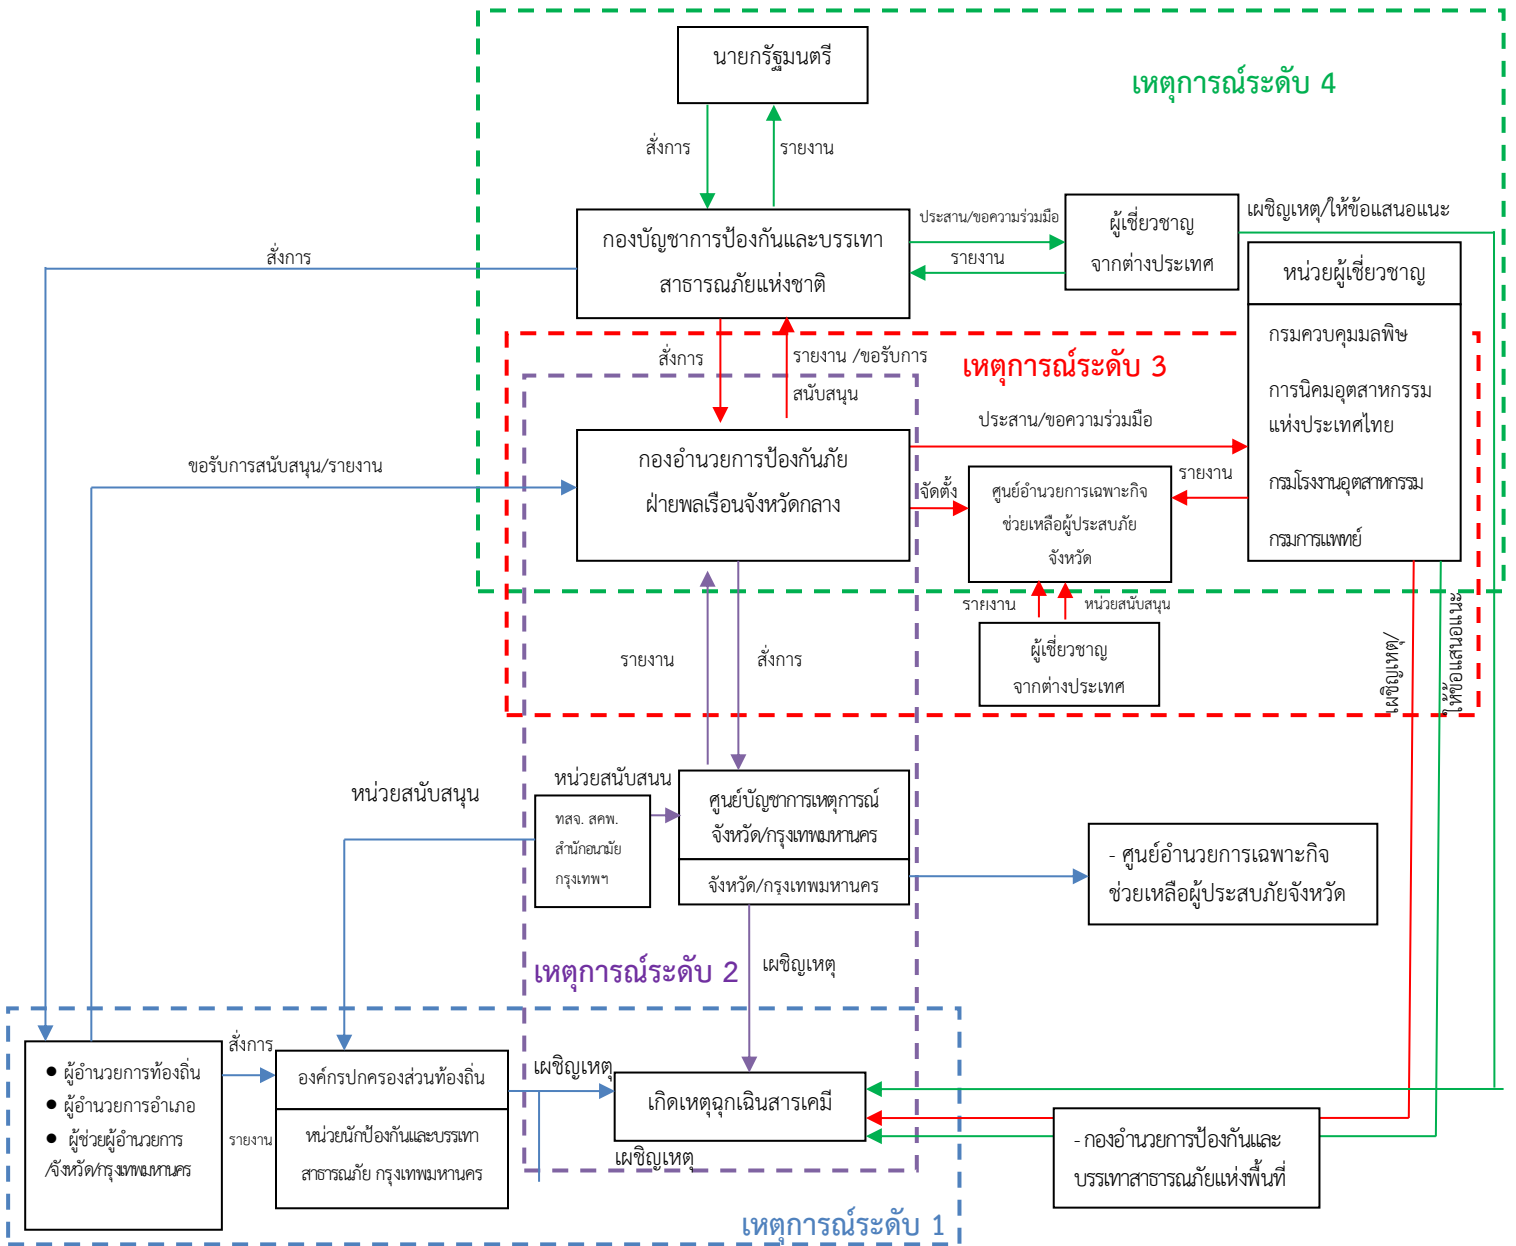 นายกรัฐมนตรี
เหตุการณ์ระดับ 4
สั่งการ
รายงาน
กองบัญชาการป้องกันและบรรเทา
สาธารณภัยแห่งชาติ
ประสาน/ขอความร่วมมือ
รายงาน
ผู้เชี่ยวชาญ
จากต่างประเทศ
เผชิญเหตุ/ให้ข้อแสนอแนะ
สั่งการ
หน่วยผู้เชี่ยวชาญ
กรมควบคุมมลพิษ
การนิคมอุตสาหกรรม
แห่งประเทศไทย
กรมโรงงานอุตสาหกรรม
กรมการแพทย์
สั่งการ
รายงาน /ขอรับการ
สนับสนุน
เหตุการณ์ระดับ 3
ประสาน/ขอความร่วมมือ
กองอำนวยการป้องกันภัย
ฝ่ายพลเรือนจังหวัดกลาง
ขอรับการสนับสนุน/รายงาน
จัดตั้ง
ศูนย์อำนวยการเฉพาะกิจ
ช่วยเหลือผู้ประสบภัย
จังหวัด
รายงาน
รายงาน
หน่วยสนับสนุน
ผู้เชี่ยวชาญ
จากต่างประเทศ
เผชิญเหตุ/
ให้ข้อแสนอแนะ
รายงาน
สั่งการ
หน่วยสนับสนุน
หน่วยสนับสนน
ทสจ. สคพ.
สำนักอนามัย
กรุงเทพฯ
ศูนย์บัญชาการเหตุการณ์
จังหวัด/กรุงเทพมหานคร
จังหวัด/กรุงเทพมหานคร
- ศูนย์อำนวยการเฉพาะกิจ
ช่วยเหลือผู้ประสบภัยจังหวัด
เหตุการณ์ระดับ 2
เผชิญเหตุ
● ผู้อำนวยการท้องถิ่น
● ผู้อำนวยการอำเภอ
● ผู้ช่วยผู้อำนวยการ
/จังหวัด/กรุงเทพมหานคร
สั่งการ
รายงาน
องค์กรปกครองส่วนท้องถิ่น
หน่วยนักป้องกันและบรรเทา
สาธารณภัย กรุงเทพมหานคร
เผชิญเหตุ
เกิดเหตุฉุกเฉินสารเคมี
เผชิญเหตุ
- กองอำนวยการป้องกันและ
บรรเทาสาธารณภัยแห่งพื้นที่
เหตุการณ์ระดับ 1